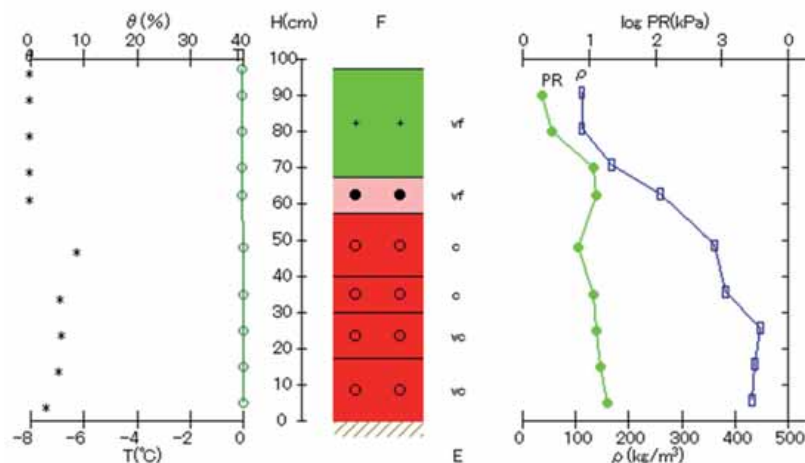 θ (%) H(cm) F log PR(kPa)
0 10 20 30 40 0 1 2 3 4
100
90
80
70
60
50
40
30
20
10
0
PR ρ
vf
vf
c
c
vc
vc
-8 -6 -4 -2 0 0 100 200 300 400 500
T(℃) E ρ (kg/m³)